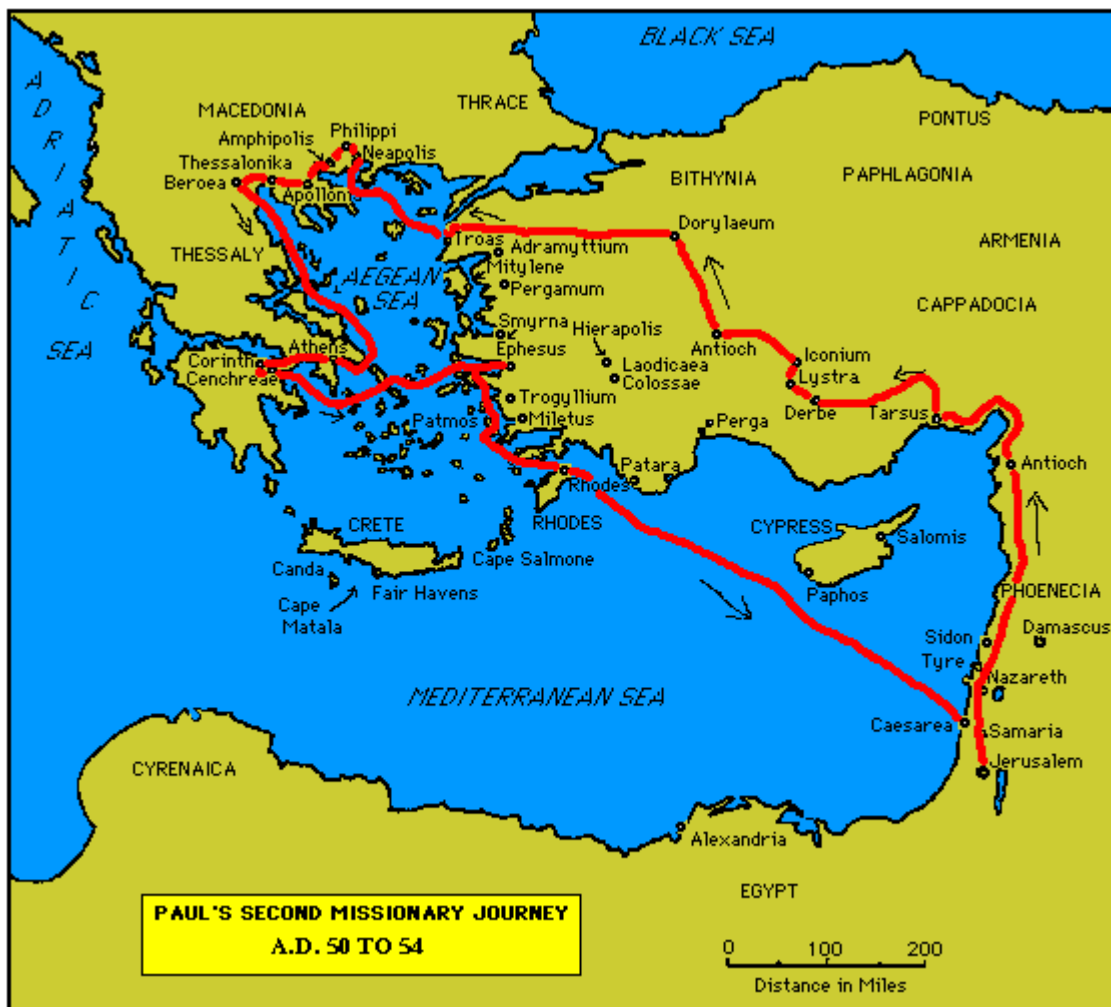 BLACK SEA
ADRIATIC
SEA
MACEDONIA
THRACE
PONTUS
Amphipolis
Philippi
Neapolis
Thessalonika
Beroea
Apollonia
BITHYNIA
PAPHLAGONIA
Dorylaeum
ARMENIA
Troas
Adramyttium
THESSALY
AEGEAN
SEA
Mitylene
Pergamum
CAPPADOCIA
Smyrna
Hierapolis
Athens
Ephesus
Antioch
Iconium
Corinth
Cenchreae
Laodicaea
Colossae
Lystra
Trogyllium
Derbe
Tarsus
Patmos
Miletus
Perga
Patara
Antioch
Rhodes
CRETE
RHODES
CYPRESS
Salomis
Cape Salmone
Canda
Fair Havens
Paphos
PHOENECIA
Cape
Matala
Sidon
Damascus
Tyre
Nazareth
MEDITERRANEAN SEA
Caesarea
Samaria
Jerusalem
CYRENAICA
Alexandria
EGYPT
PAUL'S SECOND MISSIONARY JOURNEY
A.D. 50 TO 54
0 100 200
Distance in Miles